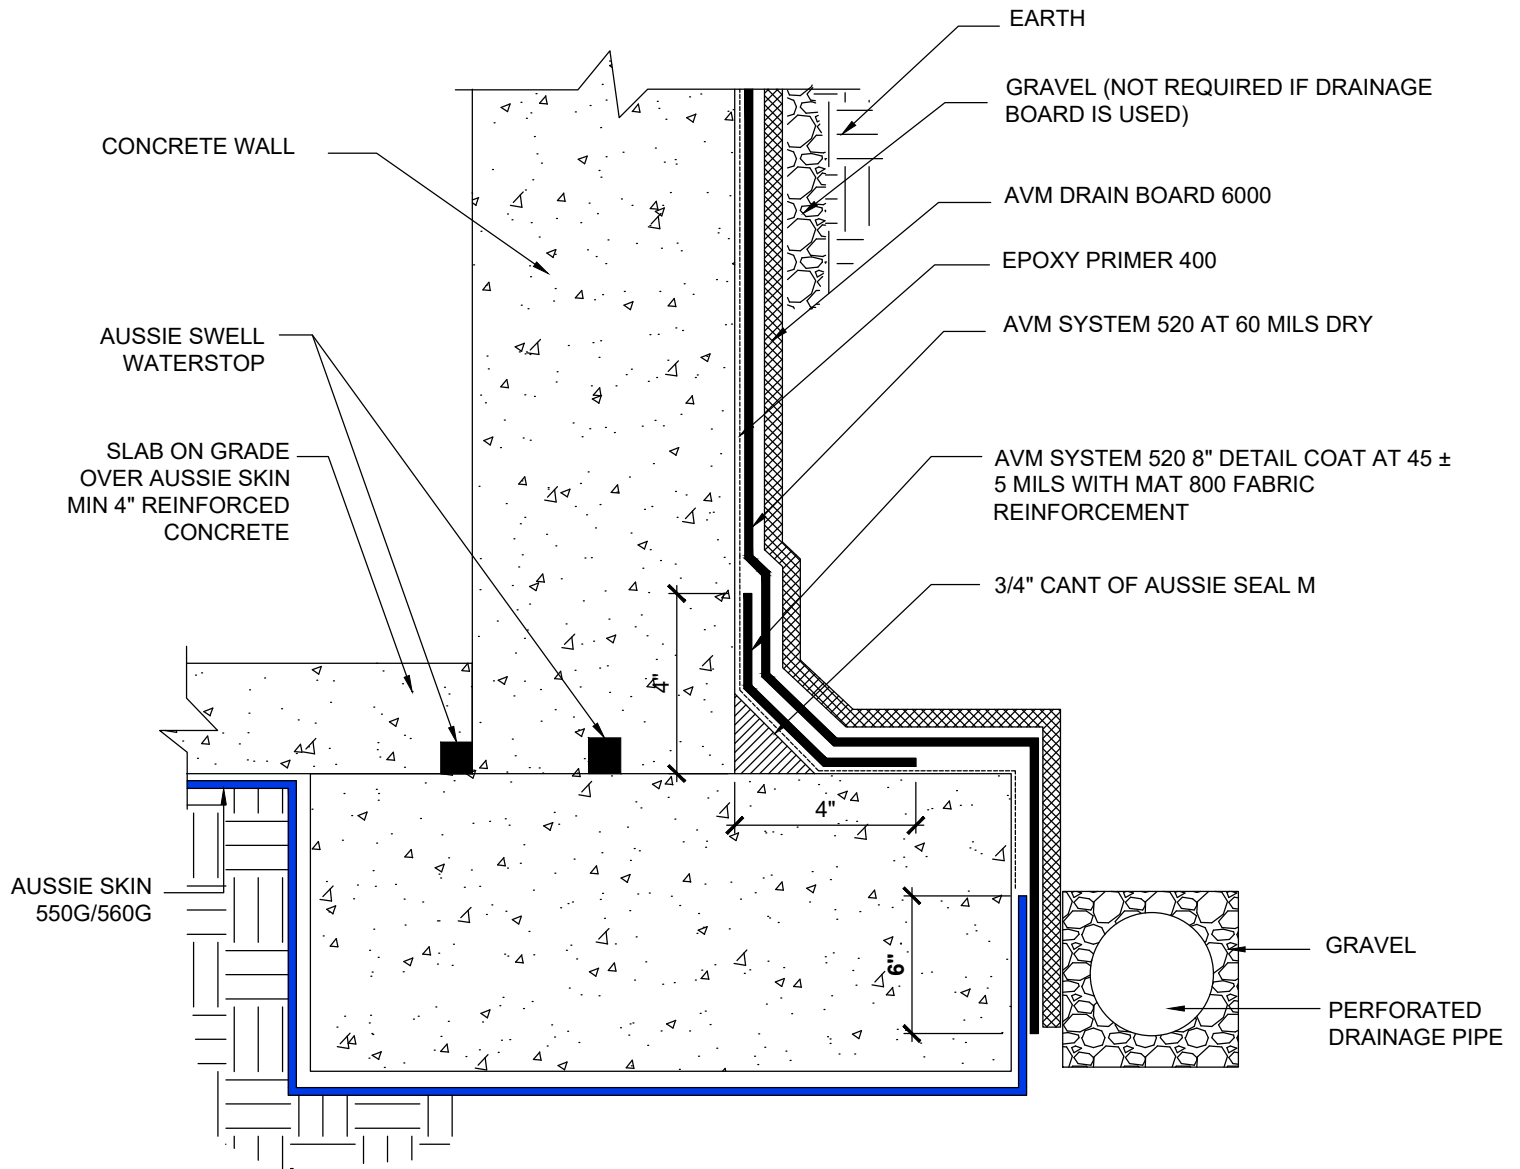 EARTH
GRAVEL (NOT REQUIRED IF DRAINAGE
BOARD IS USED)
CONCRETE WALL
AVM DRAIN BOARD 6000
EPOXY PRIMER 400
AUSSIE SWELL
WATERSTOP
AVM SYSTEM 520 AT 60 MILS DRY
SLAB ON GRADE
OVER AUSSIE SKIN
MIN 4" REINFORCED
CONCRETE
AVM SYSTEM 520 8" DETAIL COAT AT 45 ±
5 MILS WITH MAT 800 FABRIC
REINFORCEMENT
3/4" CANT OF AUSSIE SEAL M
4"
4"
AUSSIE SKIN
550G/560G
6"
GRAVEL
PERFORATED
DRAINAGE PIPE